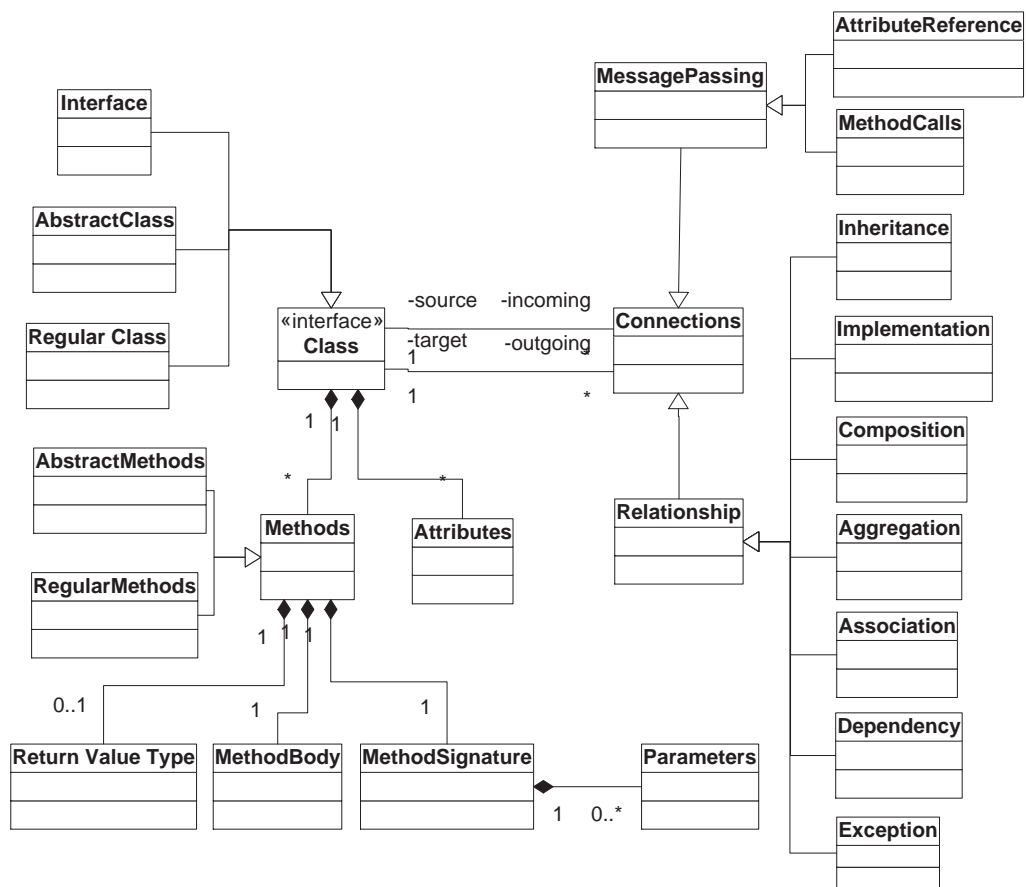 AttributeReference
MessagePassing
Interface
MethodCalls
AbstractClass
Inheritance
-source -incoming
«interface»
Class
Connections
Regular Class
Implementation
-target -outgoing
1 *
1 *
1 1
Composition
AbstractMethods
* *
Relationship
Methods
Attributes
Aggregation
RegularMethods
Association
1 1 1
0..1 1 1
Return Value Type
MethodBody
MethodSignature
Parameters
Dependency
1 0..*
Exception